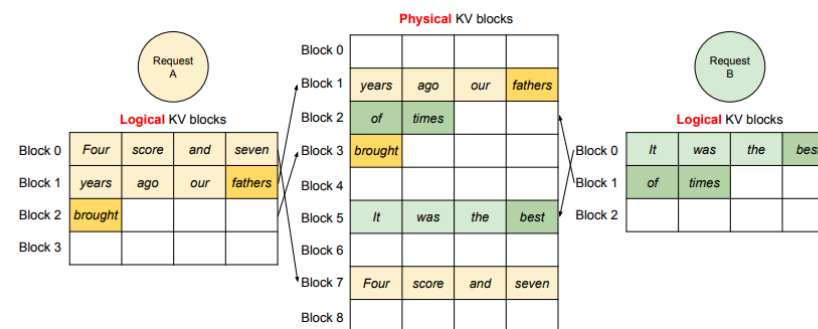 Physical KV blocks
Request
A
Logical KV blocks
Block 0 Four score and seven
Block 1 years ago our fathers
Block 2 brought
Block 3
Block 0
Block 1 years ago our fathers
Block 2 of times
Block 3 brought
Block 4
Block 5 It was the best
Block 6
Block 7 Four score and seven
Block 8
Request
B
Logical KV blocks
Block 0 It was the best
Block 1 of times
Block 2